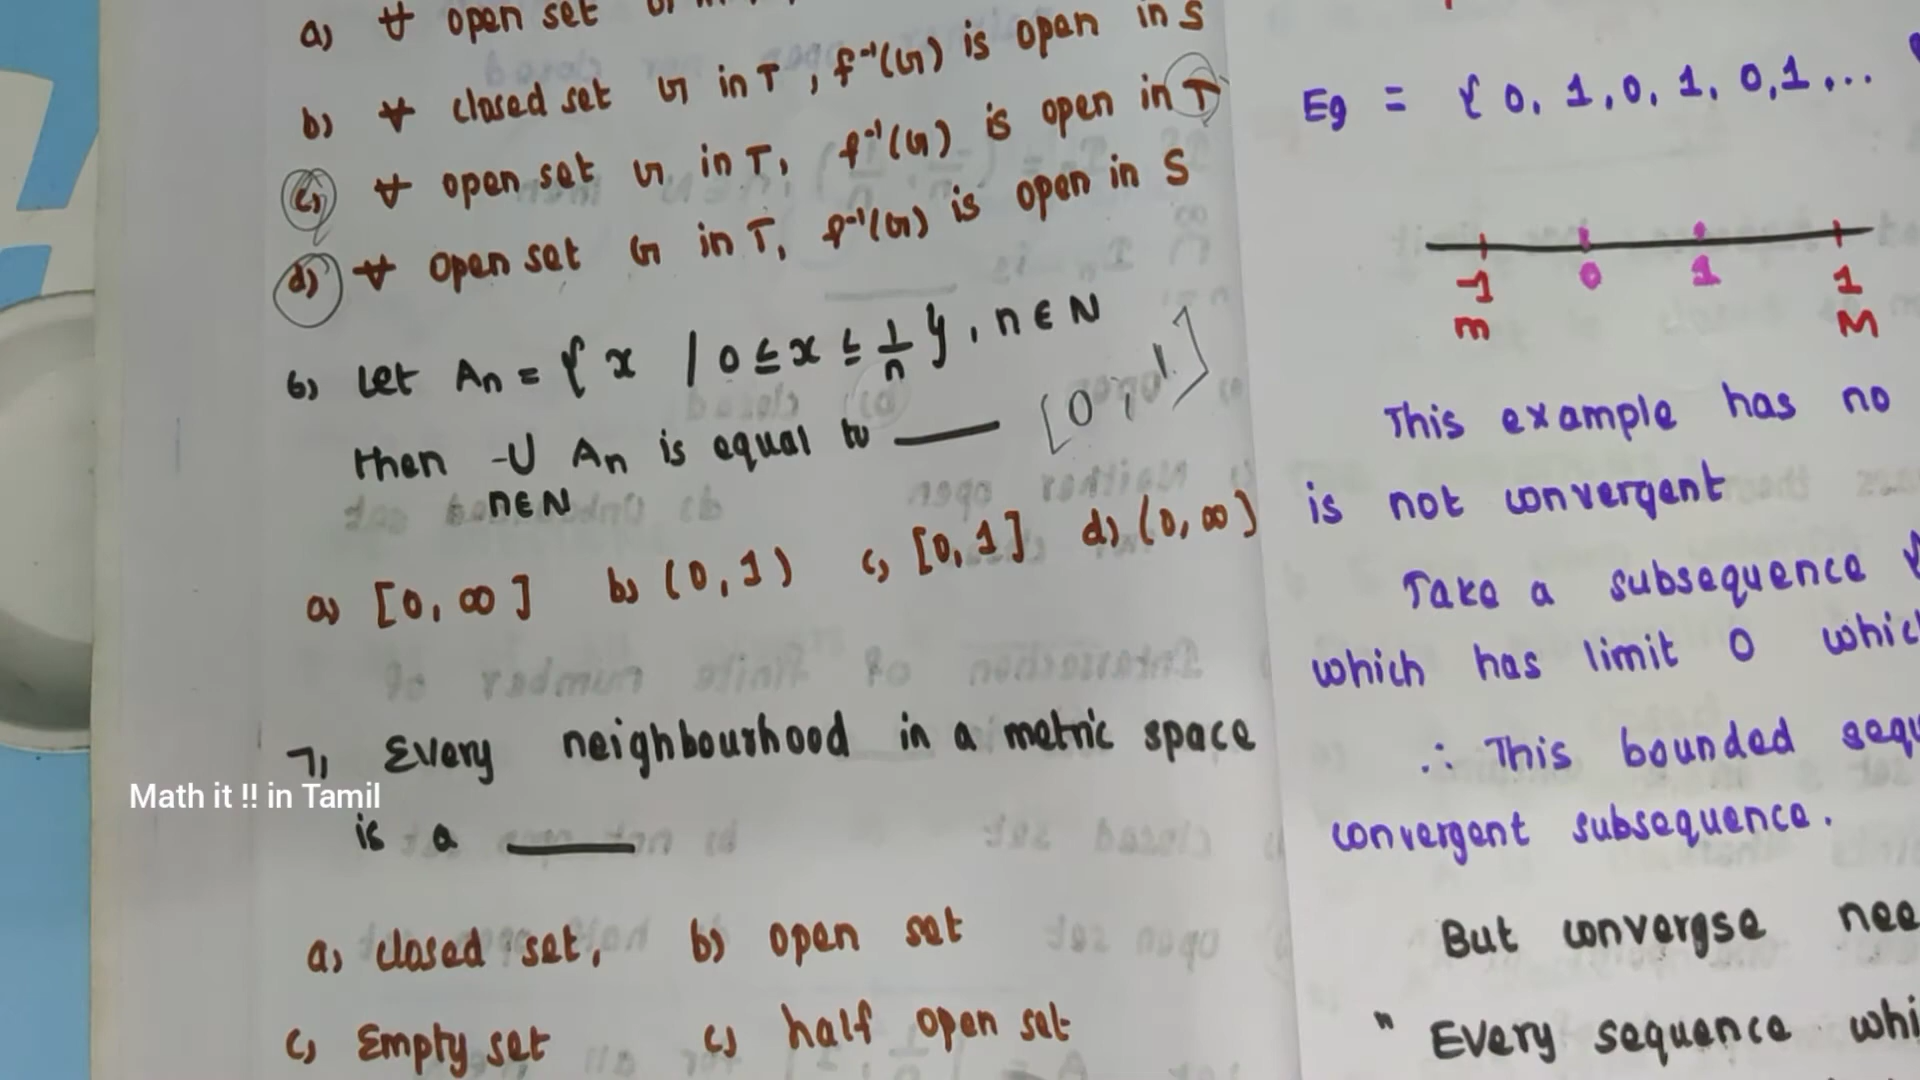 a) ∀ open set
b) ∀ closed set G in T, f⁻¹(G) is open in S
c) ∀ open set G in T, f⁻¹(G) is open in T
d) ∀ open set G in T, f⁻¹(G) is open in S
6) Let An = { x / 0 ≤ x ≤ 1/n }, n ∈ N
then ∪ An is equal to ____ [0, 1]
n∈N
a) [0, ∞] b) (0, 1) c) [0, 1] d) (0, ∞)
7) Every neighbourhood in a metric space
is a ____
a) closed set, b) open set
c) Empty set c) half open set
Math it !! in Tamil
Eg = { 0, 1, 0, 1, 0, 1, ...
-1 0 1 1
m M
This example has no
is not convergent
Take a subsequence {
which has limit 0
∴ This bounded
convergent subsequence.
But convergse
" Every sequence